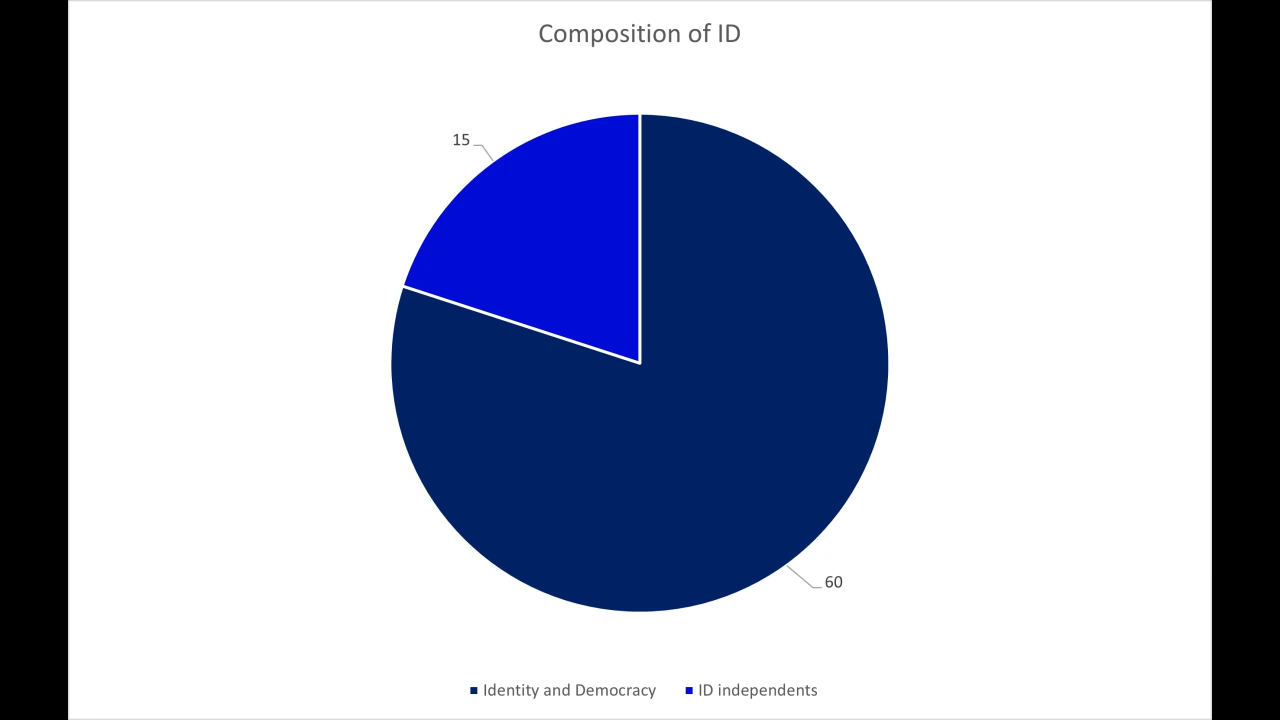 Composition of ID
15
60
Identity and Democracy
ID independents